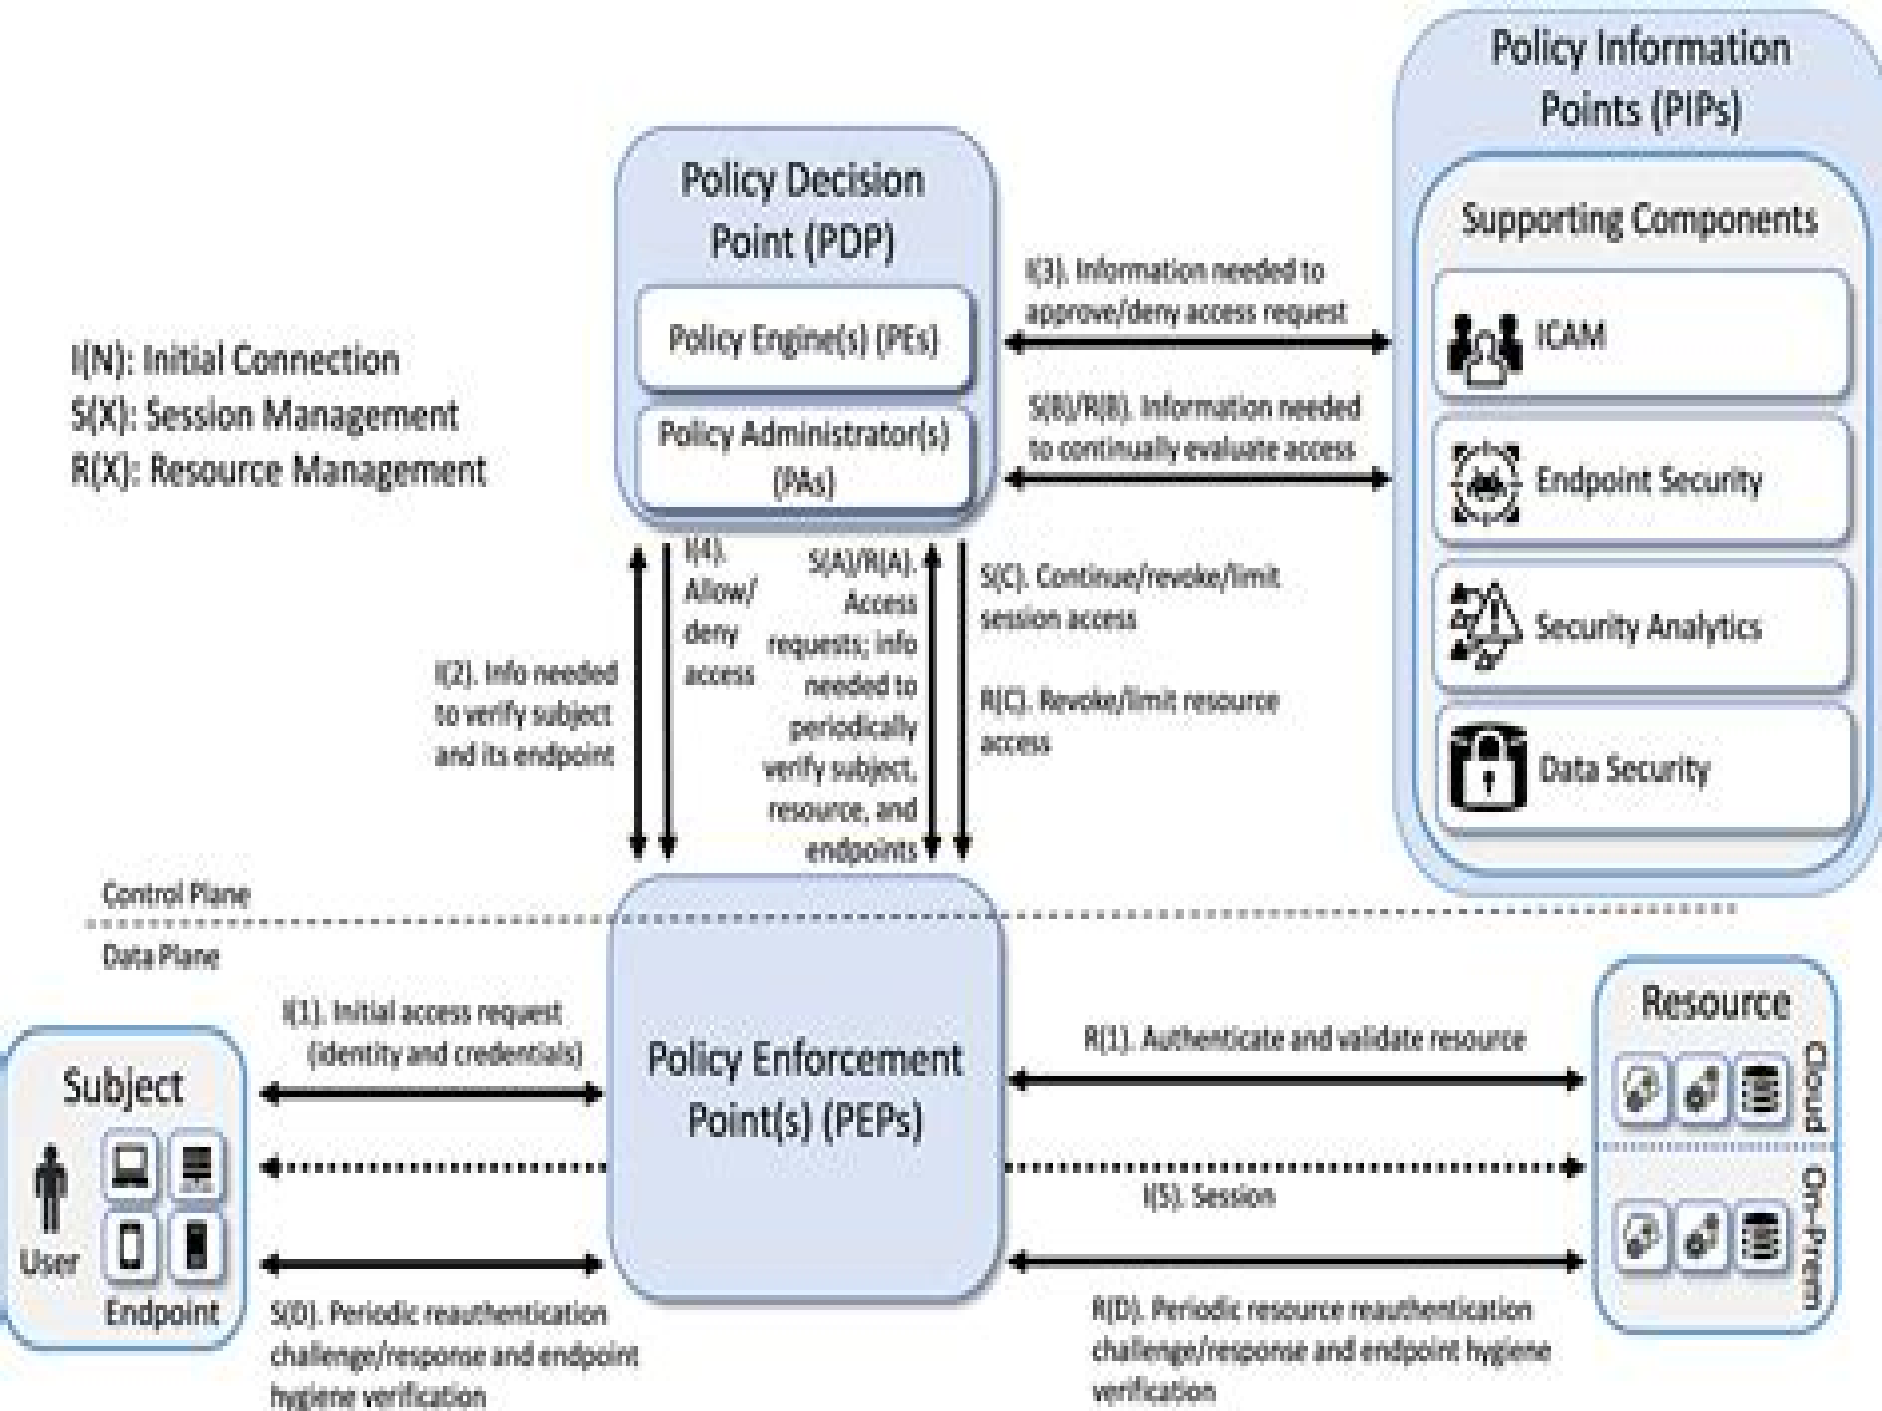 Policy Information
Points (PIPs)
Supporting Components
ICAM
Endpoint Security
Security Analytics
Data Security
Policy Decision
Point (PDP)
Policy Engine(s) (PEs)
Policy Administrator(s)
(PAs)
I(3). Information needed to
approve/deny access request
S(B)/R(B). Information needed
to continually evaluate access
I(N): Initial Connection
S(X): Session Management
R(X): Resource Management
I(2). Info needed
to verify subject
and its endpoint
I(4).
Allow/
deny
access
S(A)/R(A).
Access
requests; info
needed to
periodically
verify subject,
resource, and
endpoints
S(C). Continue/revoke/limit
session access
R(C). Revoke/limit resource
access
Control Plane
Data Plane
I(1). Initial access request
(identity and credentials)
Subject
User
Endpoint
S(D). Periodic reauthentication
challenge/response and endpoint
hygiene verification
Policy Enforcement
Point(s) (PEPs)
R(1). Authenticate and validate resource
I(5). Session
R(D). Periodic resource reauthentication
challenge/response and endpoint hygiene
verification
Resource
Cloud
On-Prem